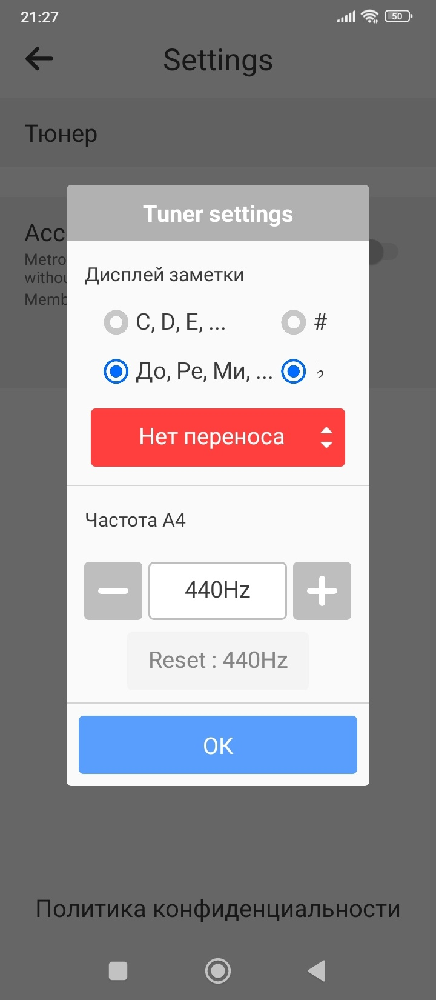 21:27
50
Settings
Тюнер
Tuner settings
Acc
Metro
withou
Memb
Дисплей заметки
C, D, E, ... #
До, Ре, Ми, ... ♭
Нет переноса
Частота A4
440Hz
Reset : 440Hz
ОК
Политика конфиденциальности